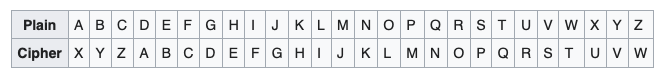 Plain A B C D E F G H I J K L M N O P Q R S T U V W X Y Z
Cipher X Y Z A B C D E F G H I J K L M N O P Q R S T U V W